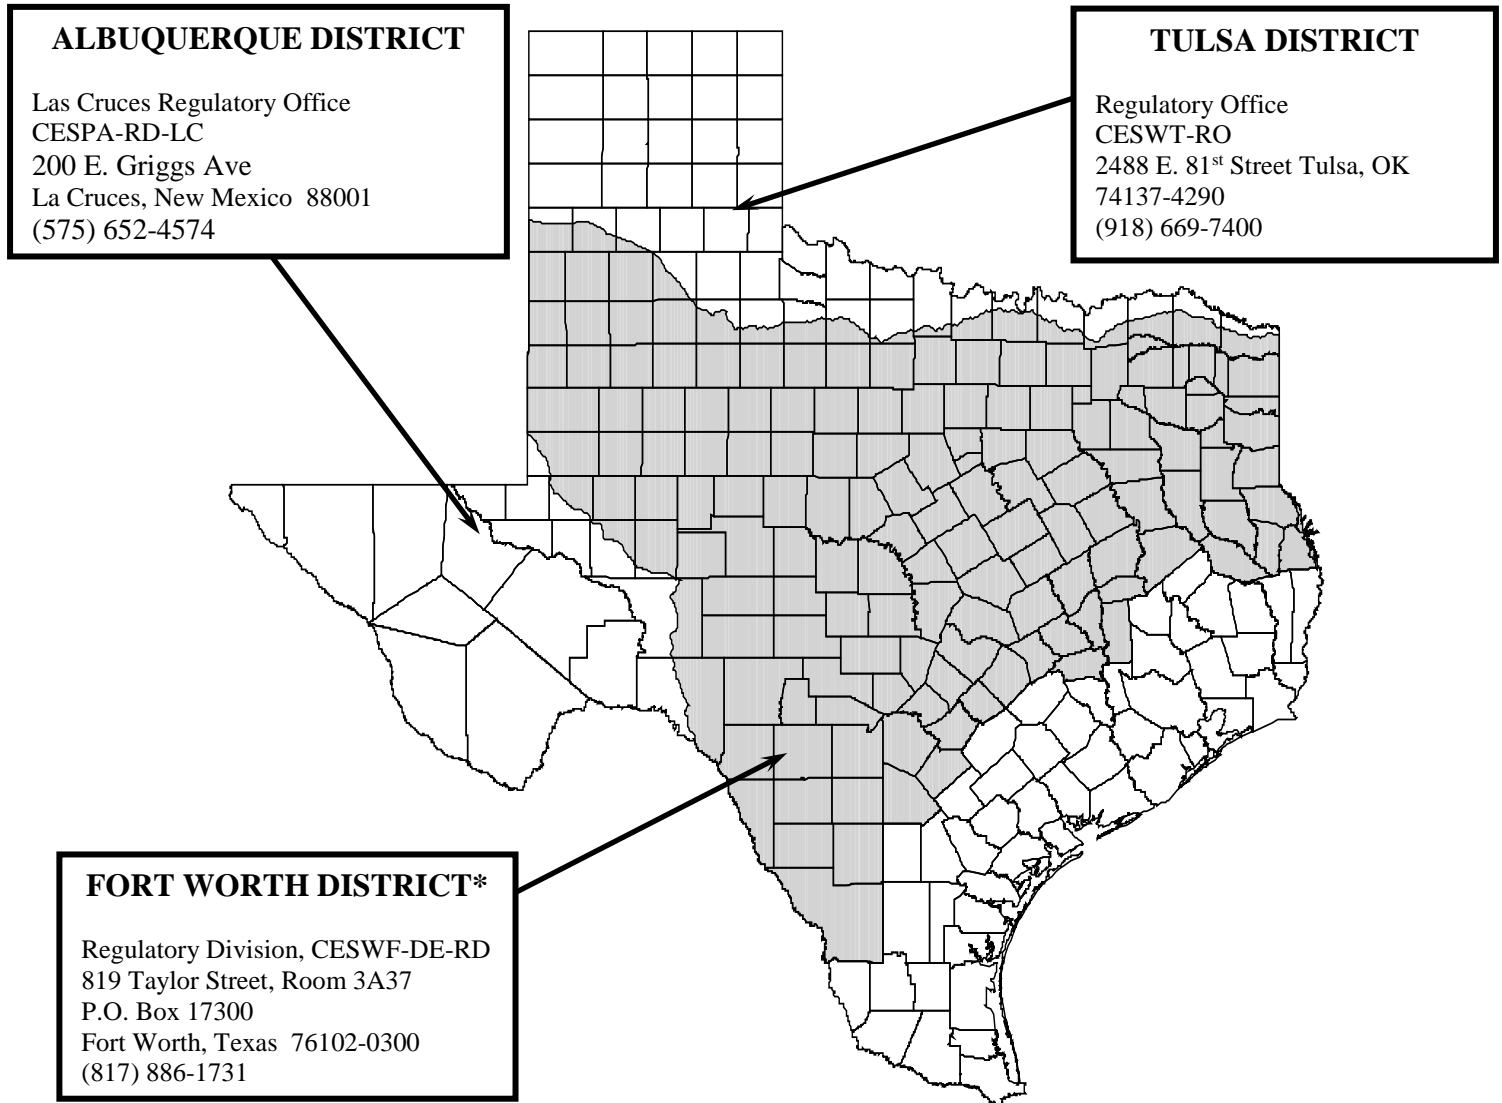 ALBUQUERQUE DISTRICT
Las Cruces Regulatory Office
CESPA-RD-LC
200 E. Griggs Ave
La Cruces, New Mexico  88001
(575) 652-4574
TULSA DISTRICT
Regulatory Office
CESWT-RO
2488 E. 81st Street Tulsa, OK
74137-4290
(918) 669-7400
FORT WORTH DISTRICT*
Regulatory Division, CESWF-DE-RD
819 Taylor Street, Room 3A37
P.O. Box 17300
Fort Worth, Texas  76102-0300
(817) 886-1731